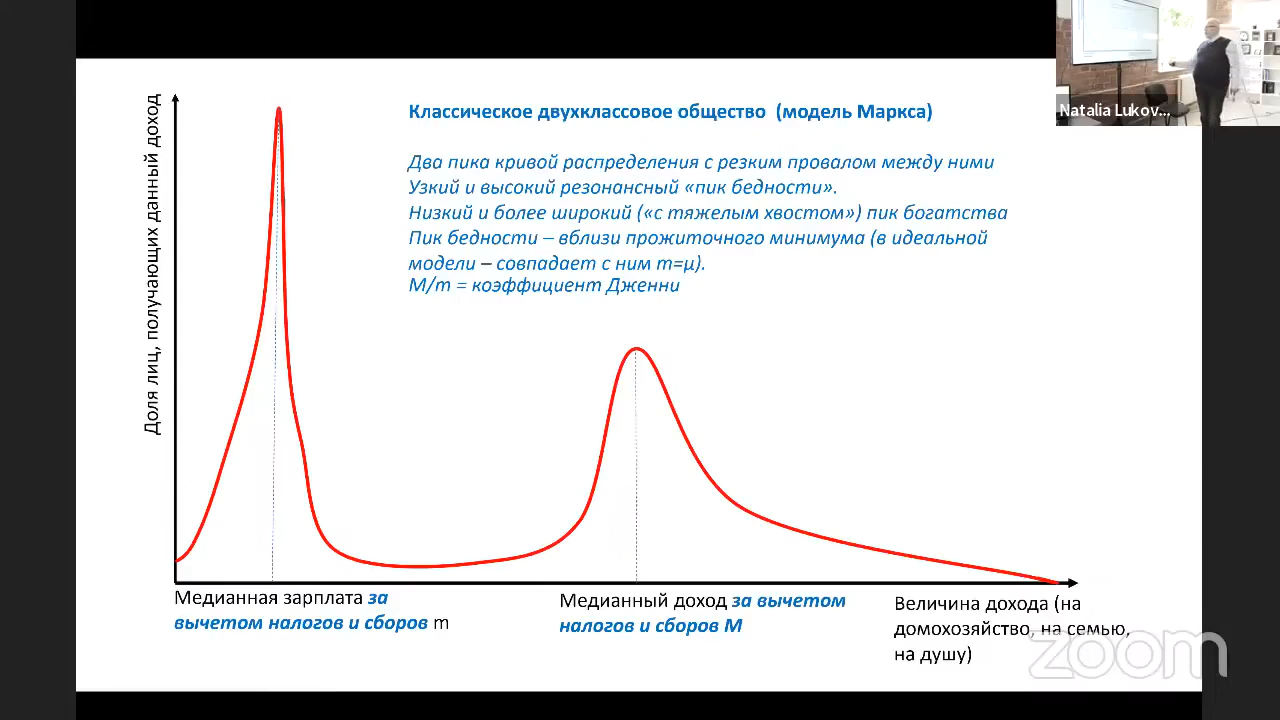 Natalia Lukov...
Классическое двухклассовое общество (модель Маркса)
Два пика кривой распределения с резким провалом между ними
Узкий и высокий резонансный «пик бедности».
Низкий и более широкий («с тяжелым хвостом») пик богатства
Пик бедности – вблизи прожиточного минимума (в идеальной
модели – совпадает с ним m=μ).
M/m = коэффициент Дженни
Доля лиц, получающих данный доход
Медианная зарплата за
вычетом налогов и сборов m
Медианный доход за вычетом
налогов и сборов M
Величина дохода (на
домохозяйство, на семью,
на душу)
zoom